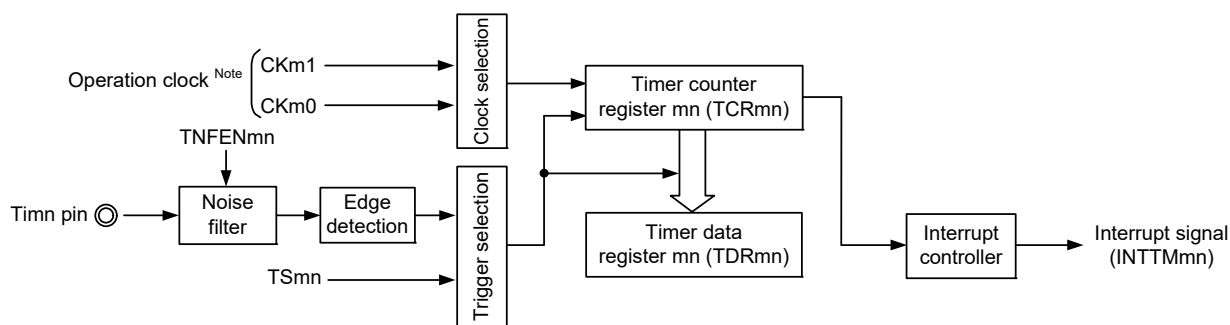 Operation clock Note
CKm1
CKm0
Clock selection
Timer counter
register mn (TCRmn)
TNFENmn
Timn pin
Noise
filter
Edge
detection
TSmn
Trigger selection
Timer data
register mn (TDRmn)
Interrupt
controller
Interrupt signal
(INTTMmn)